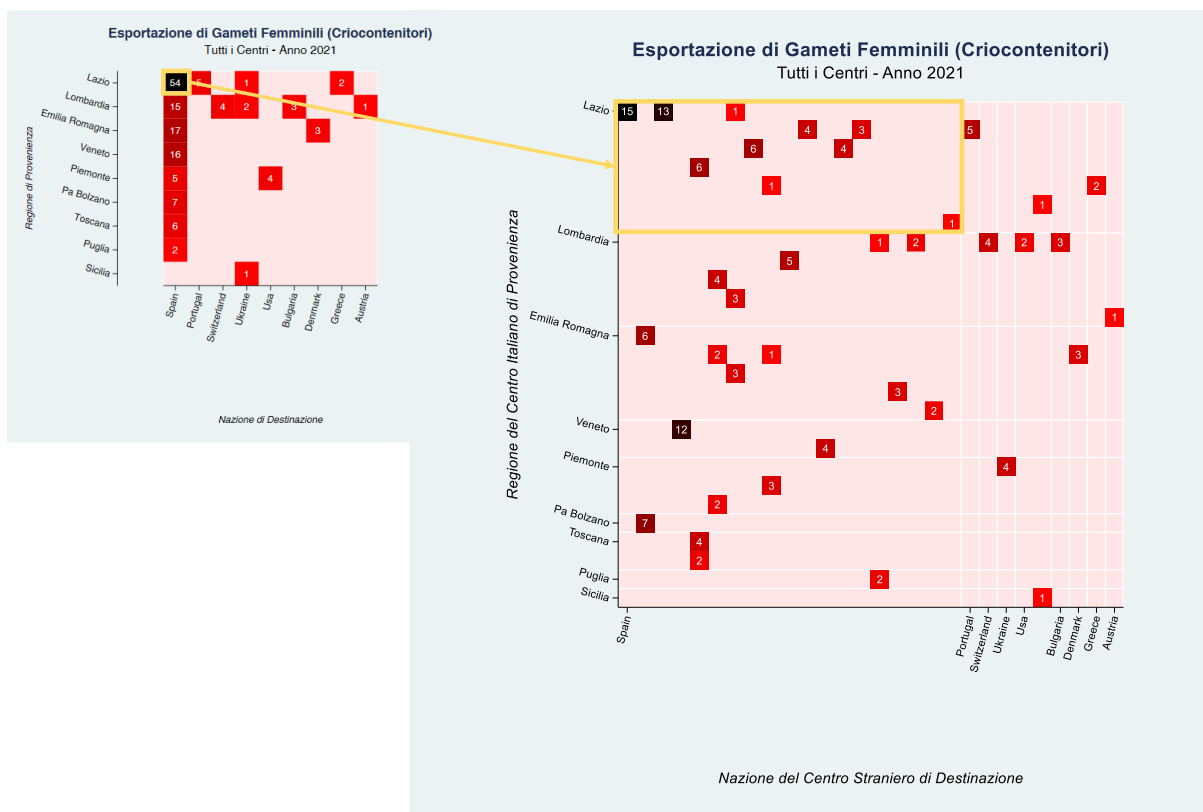 Esportazione di Gameti Femminili (Criocontenitori)
Tutti i Centri - Anno 2021
Regione di Provenienza
Lazio 54 5 1 2
Lombardia 15 4 2 3 1
Emilia Romagna 17 3
Veneto 16
Piemonte 5 4
Pa Bolzano 7
Toscana 6
Puglia 2
Sicilia 1
Spain Portugal Switzerland Ukraine Usa Bulgaria Denmark Greece Austria
Nazione di Destinazione
Esportazione di Gameti Femminili (Criocontenitori)
Tutti i Centri - Anno 2021
Regione del Centro Italiano di Provenienza
Lazio 15 13 1
4 3 5
6 4
6
1 2
1
1
Lombardia 1 2 4 2 3
5
4
3
1
Emilia Romagna 6
2 1 3
3
3
2
Veneto 12
4
Piemonte 4
3
2
Pa Bolzano 7
Toscana 4
2
Puglia 2
Sicilia 1
Spain Portugal Switzerland Ukraine Usa Bulgaria Denmark Greece Austria
Nazione del Centro Straniero di Destinazione